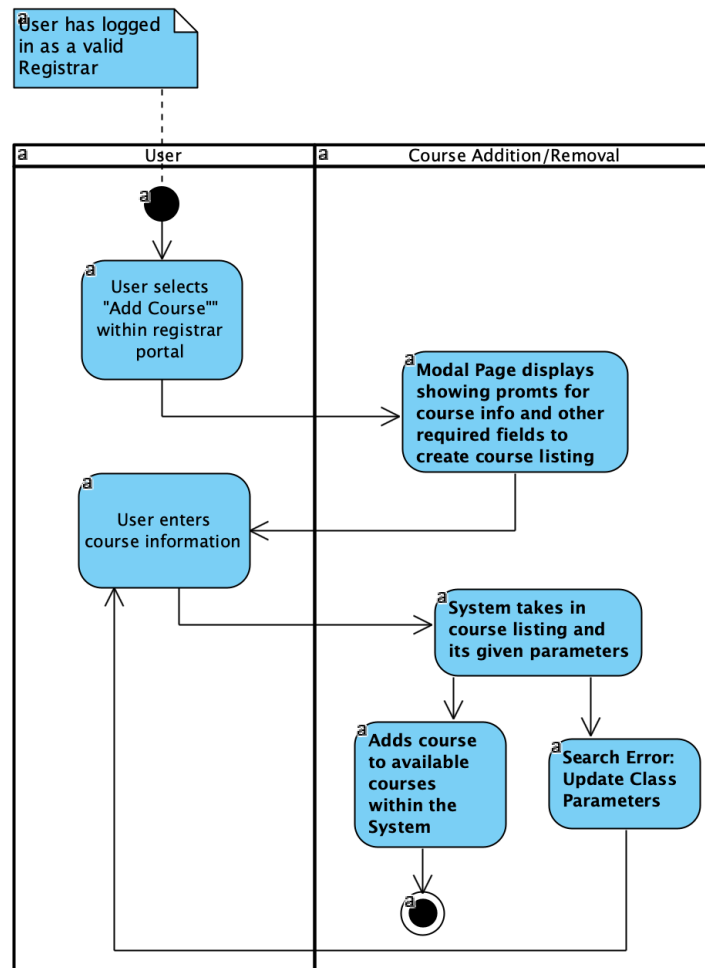 a
User has logged
in as a valid
Registrar
a
User
a
Course Addition/Removal
a
a
User selects
"Add Course""
within registrar
portal
a
Modal Page displays
showing promts for
course info and other
required fields to
create course listing
a
User enters
course information
a
System takes in
course listing and
its given parameters
a
Adds course
to available
courses
within the
System
a
Search Error:
Update Class
Parameters
a